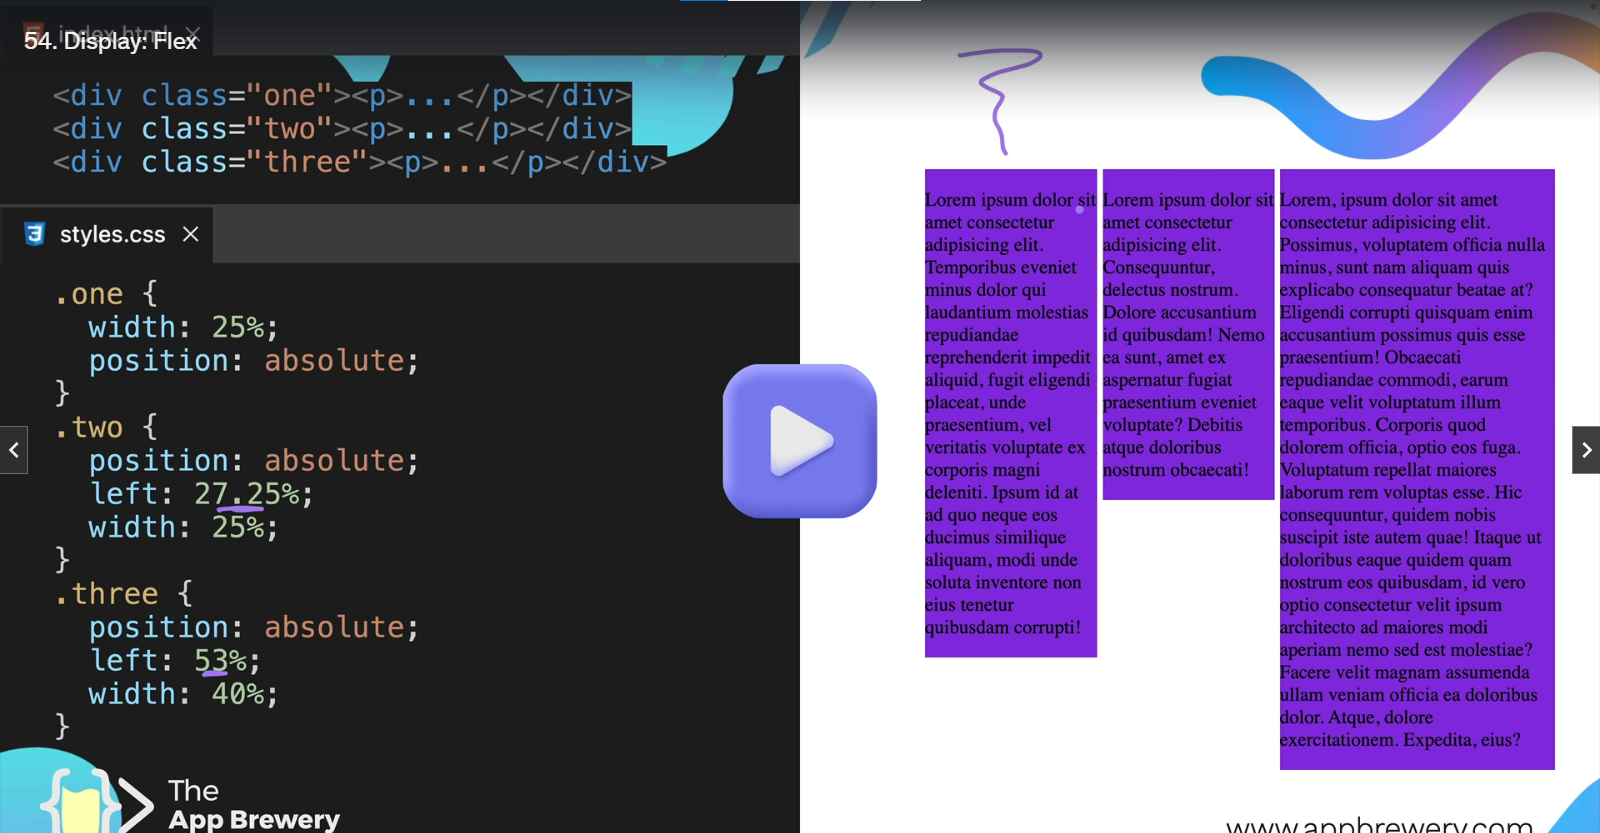 index.html
54. Display: Flex
<div class="one"><p>...</p></div>
<div class="two"><p>...</p></div>
<div class="three"><p>...</p></div>
styles.css
.one {
width: 25%;
position: absolute;
}
.two {
position: absolute;
left: 27.25%;
width: 25%;
}
.three {
position: absolute;
left: 53%;
width: 40%;
}
The
App Brewery
Lorem ipsum dolor sit
amet consectetur
adipisicing elit.
Temporibus eveniet
minus dolor qui
laudantium molestias
repudiandae
reprehenderit impedit
aliquid, fugit eligendi
placeat, unde
praesentium, vel
veritatis voluptate ex
corporis magni
deleniti. Ipsum id at
ad quo neque eos
ducimus similique
aliquam, modi unde
soluta inventore non
eius tenetur
quibusdam corrupti!
Lorem ipsum dolor sit
amet consectetur
adipisicing elit.
Consequuntur,
delectus nostrum.
Dolore accusantium
id quibusdam! Nemo
ea sunt, amet ex
aspernatur fugiat
praesentium eveniet
voluptate? Debitis
atque doloribus
nostrum obcaecati!
Lorem, ipsum dolor sit amet
consectetur adipisicing elit.
Possimus, voluptatem officia nulla
minus, sunt nam aliquam quis
explicabo consequatur beatae at?
Eligendi corrupti quisquam enim
accusantium possimus quis esse
praesentium! Obcaecati
repudiandae commodi, earum
eaque velit voluptatum illum
temporibus. Corporis quod
dolorem officia, optio eos fuga.
Voluptatum repellat maiores
laborum rem voluptas esse. Hic
consequuntur, quidem nobis
suscipit iste autem quae! Itaque ut
doloribus eaque quidem quam
nostrum eos quibusdam, id vero
optio consectetur velit ipsum
architecto ad maiores modi
aperiam nemo sed est molestiae?
Facere velit magnam assumenda
ullam veniam officia ea doloribus
dolor. Atque, dolore
exercitationem. Expedita, eius?
www.appbrewery.com